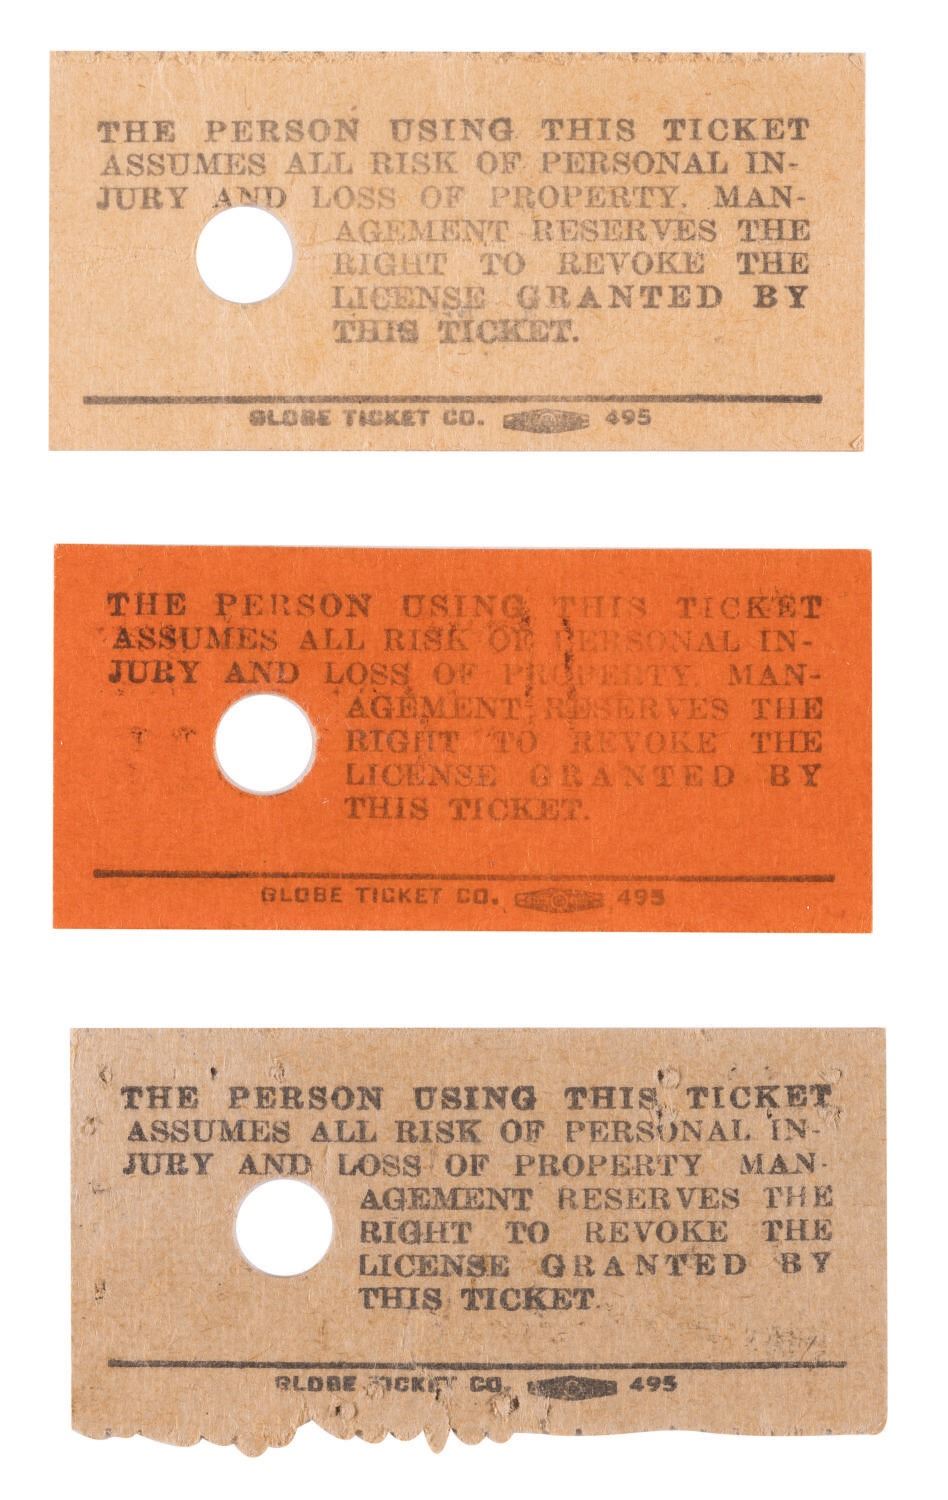 THE PERSON USING THIS TICKET
ASSUMES ALL RISK OF PERSONAL IN-
JURY AND LOSS OF PROPERTY. MAN-
AGEMENT RESERVES THE
RIGHT TO REVOKE THE
LICENSE GRANTED BY
THIS TICKET.
GLOBE TICKET CO. 495
THE PERSON USING THIS TICKET
ASSUMES ALL RISK OF PERSONAL IN-
JURY AND LOSS OF PROPERTY. MAN-
AGEMENT RESERVES THE
RIGHT TO REVOKE THE
LICENSE GRANTED BY
THIS TICKET.
GLOBE TICKET CO. 495
THE PERSON USING THIS TICKET
ASSUMES ALL RISK OF PERSONAL IN-
JURY AND LOSS OF PROPERTY MAN-
AGEMENT RESERVES THE
RIGHT TO REVOKE THE
LICENSE GRANTED BY
THIS TICKET.
GLOBE TICKET CO. 495